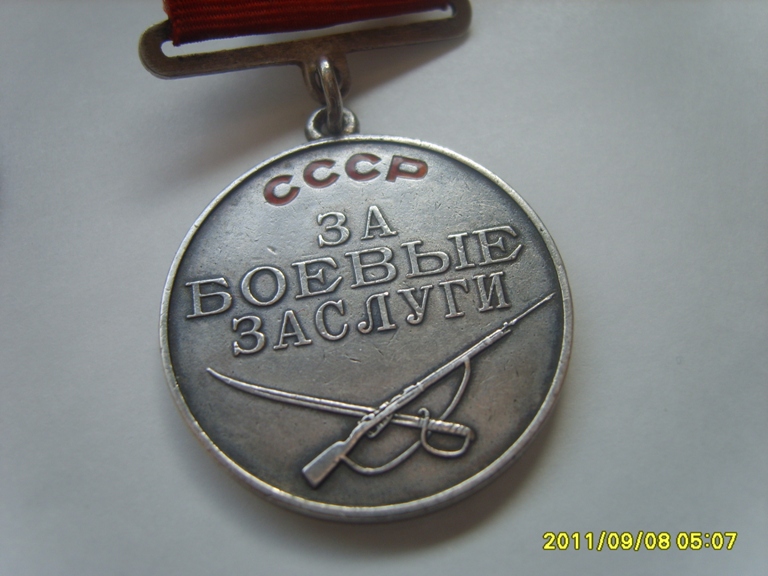 СССР
ЗА
БОЕВЫЕ
ЗАСЛУГИ
2011/09/08 05:07